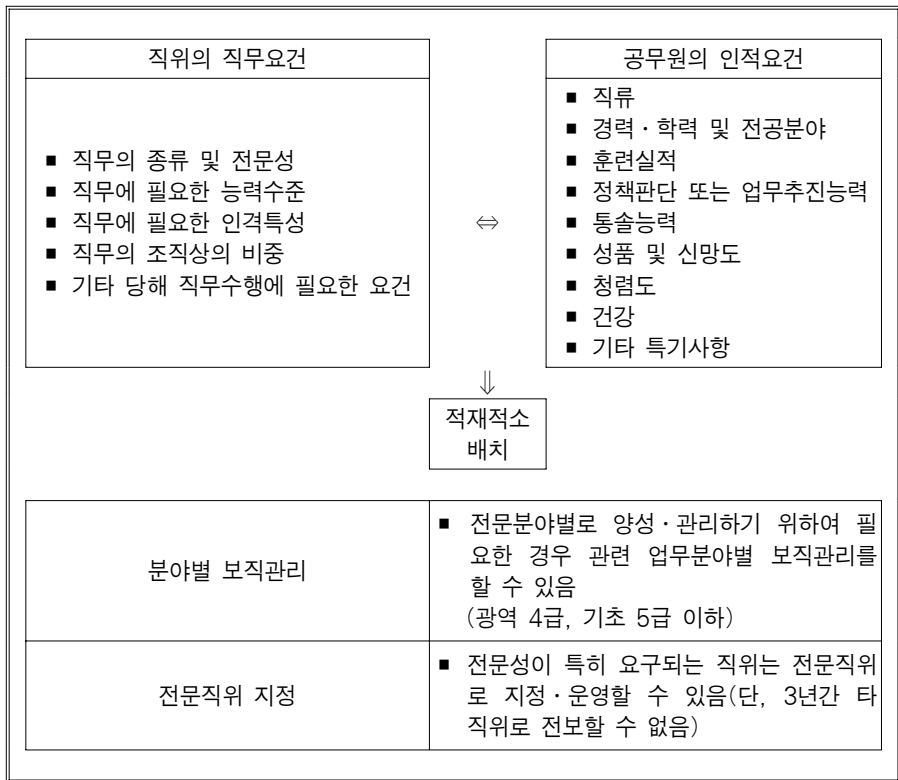 직위의 직무요건
■ 직무의 종류 및 전문성
■ 직무에 필요한 능력수준
■ 직무에 필요한 인격특성
■ 직무의 조직상의 비중
■ 기타 당해 직무수행에 필요한 요건
⇔
공무원의 인적요건
■ 직류
■ 경력·학력 및 전공분야
■ 훈련실적
■ 정책판단 또는 업무추진능력
■ 통솔능력
■ 성품 및 신망도
■ 청렴도
■ 건강
■ 기타 특기사항
⇓
적재적소
배치
분야별 보직관리
■ 전문분야별로 양성·관리하기 위하여 필
요한 경우 관련 업무분야별 보직관리를
할 수 있음
(광역 4급, 기초 5급 이하)
전문직위 지정
■ 전문성이 특히 요구되는 직위는 전문직위
로 지정·운영할 수 있음(단, 3년간 타
직위로 전보할 수 없음)